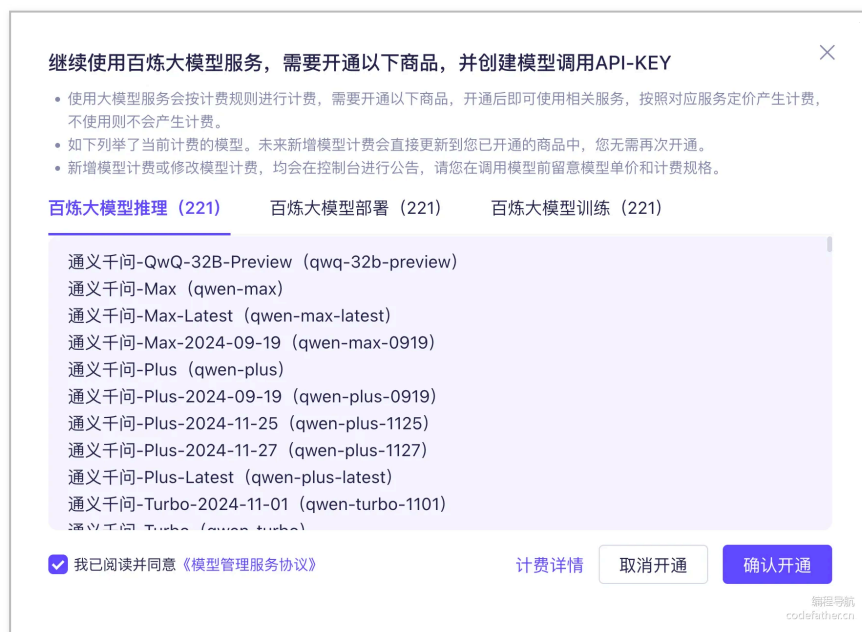 继续使用百炼大模型服务，需要开通以下商品，并创建模型调用API-KEY
• 使用大模型服务会按计费规则进行计费，需要开通以下商品，开通后即可使用相关服务，按照对应服务定价产生计费，
不使用则不会产生计费。
• 如下列举了当前计费的模型。未来新增模型计费会直接更新到您已开通的商品中，您无需再次开通。
• 新增模型计费或修改模型计费，均会在控制台进行公告，请您在调用模型前留意模型单价和计费规格。
百炼大模型推理（221） 百炼大模型部署（221） 百炼大模型训练（221）
通义千问-QwQ-32B-Preview（qwq-32b-preview）
通义千问-Max（qwen-max）
通义千问-Max-Latest（qwen-max-latest）
通义千问-Max-2024-09-19（qwen-max-0919）
通义千问-Plus（qwen-plus）
通义千问-Plus-2024-09-19（qwen-plus-0919）
通义千问-Plus-2024-11-25（qwen-plus-1125）
通义千问-Plus-2024-11-27（qwen-plus-1127）
通义千问-Plus-Latest（qwen-plus-latest）
通义千问-Turbo-2024-11-01（qwen-turbo-1101）
通义千问-Turbo（qwen-turbo）
我已阅读并同意《模型管理服务协议》 计费详情 取消开通 确认开通
编程导航
codefather.cn